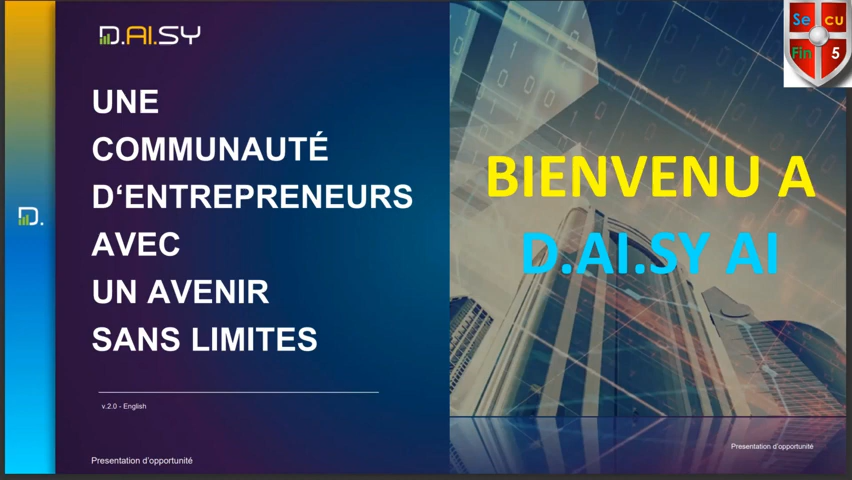 D.AI.SY
UNE
COMMUNAUTÉ
D‘ENTREPRENEURS
AVEC
UN AVENIR
SANS LIMITES
v.2.0 - English
Presentation d’opportunité
D.
BIENVENU A
D.AI.SY AI
Presentation d’opportunité
Se cu
Fin 5